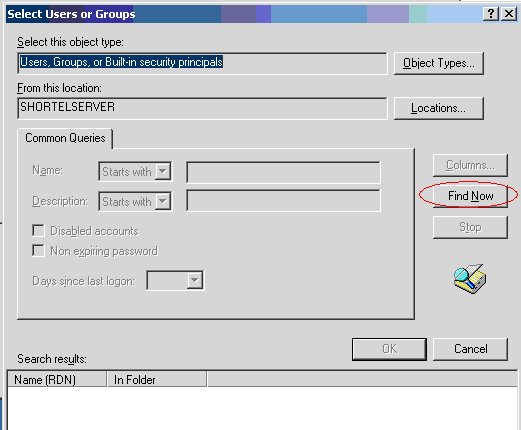 Select Users or Groups
Select this object type:
Users, Groups, or Built-in security principals
Object Types...
From this location:
SHORTELSERVER
Locations...
Common Queries
Name:
Starts with
Description:
Starts with
Disabled accounts
Non expiring password
Days since last logon:
Columns...
Find Now
Stop
OK
Cancel
Search results:
Name (RDN)
In Folder